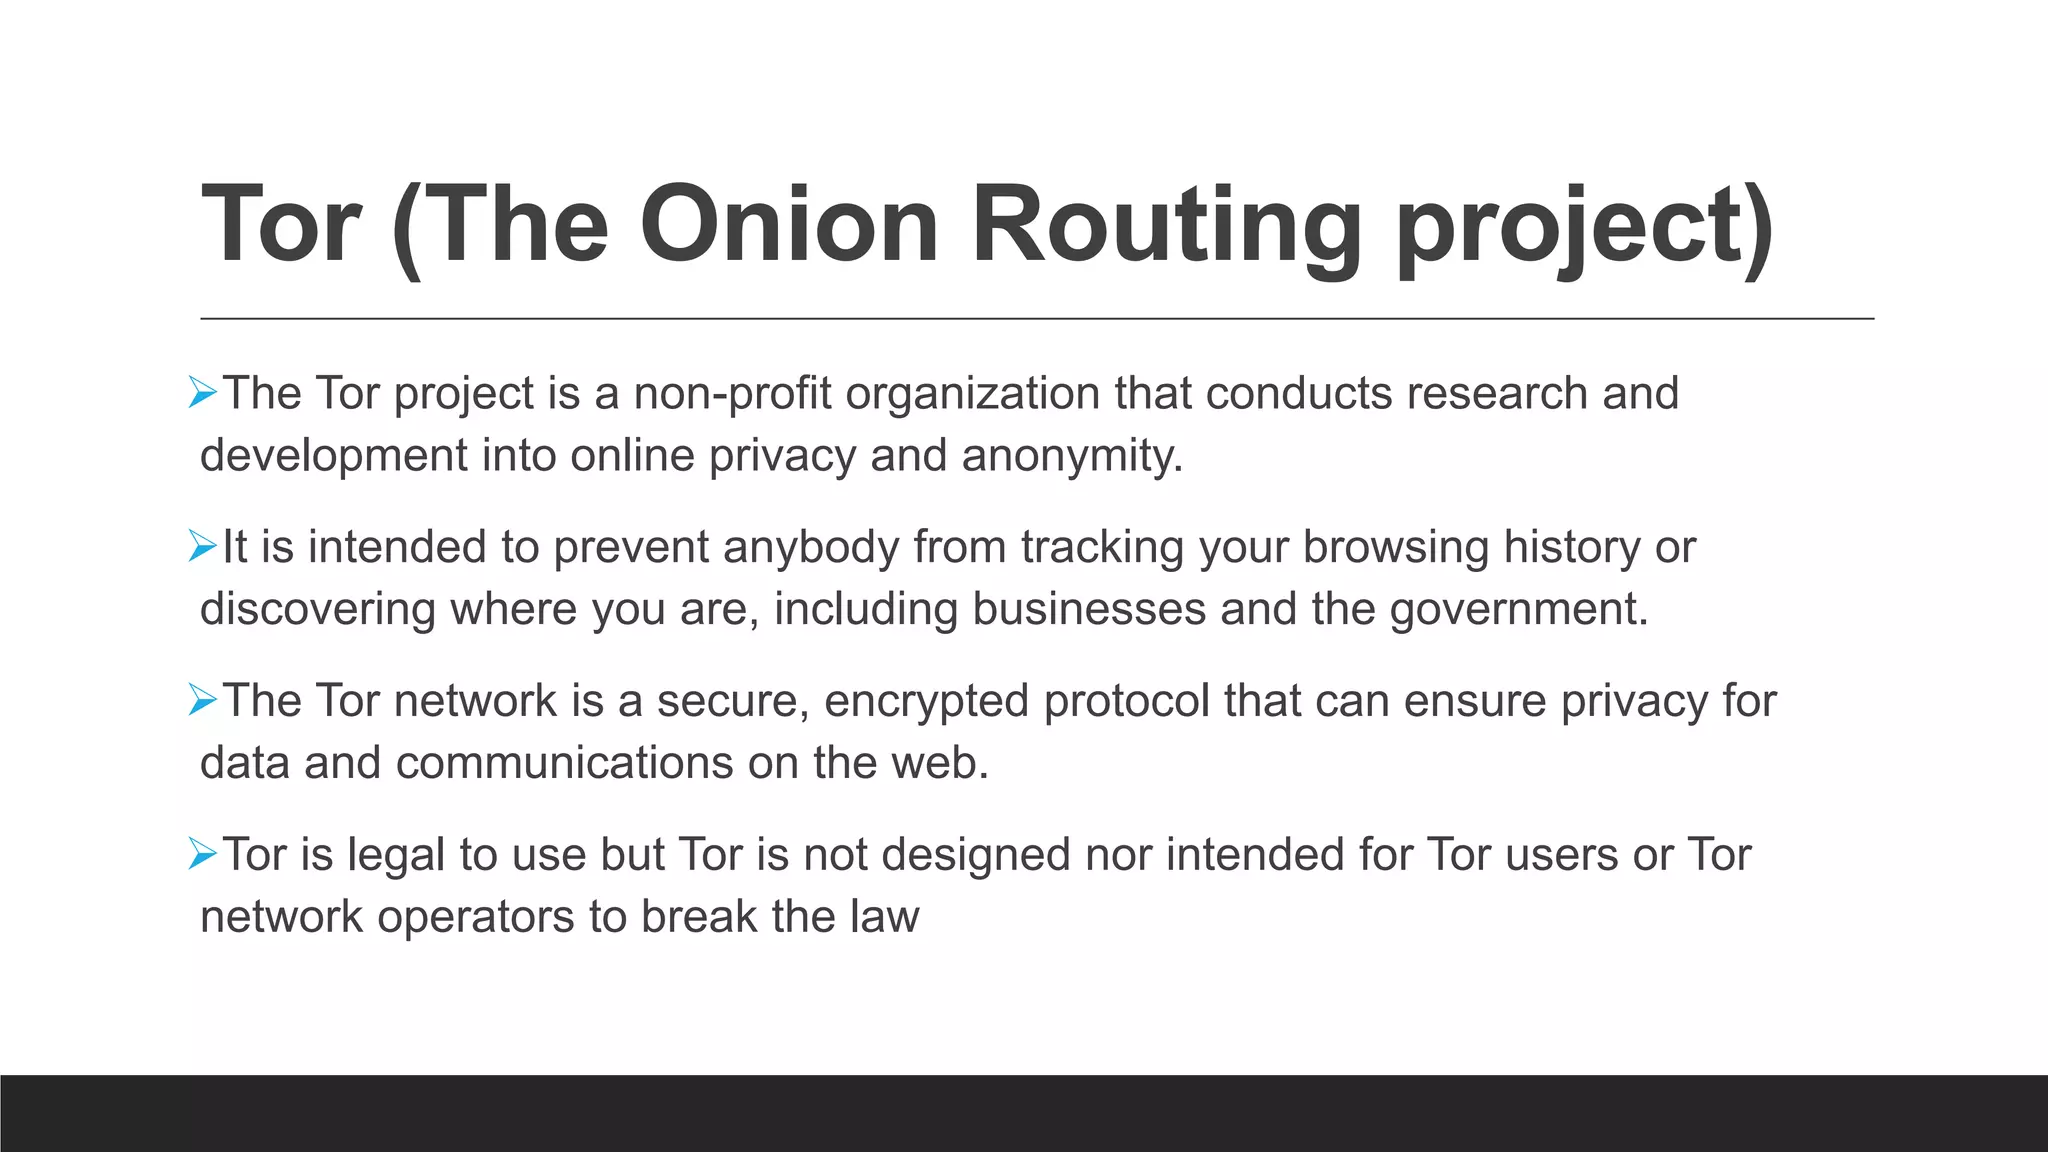 Tor (The Onion Routing project)
➢The Tor project is a non-profit organization that conducts research and
development into online privacy and anonymity.
➢It is intended to prevent anybody from tracking your browsing history or
discovering where you are, including businesses and the government.
➢The Tor network is a secure, encrypted protocol that can ensure privacy for
data and communications on the web.
➢Tor is legal to use but Tor is not designed nor intended for Tor users or Tor
network operators to break the law